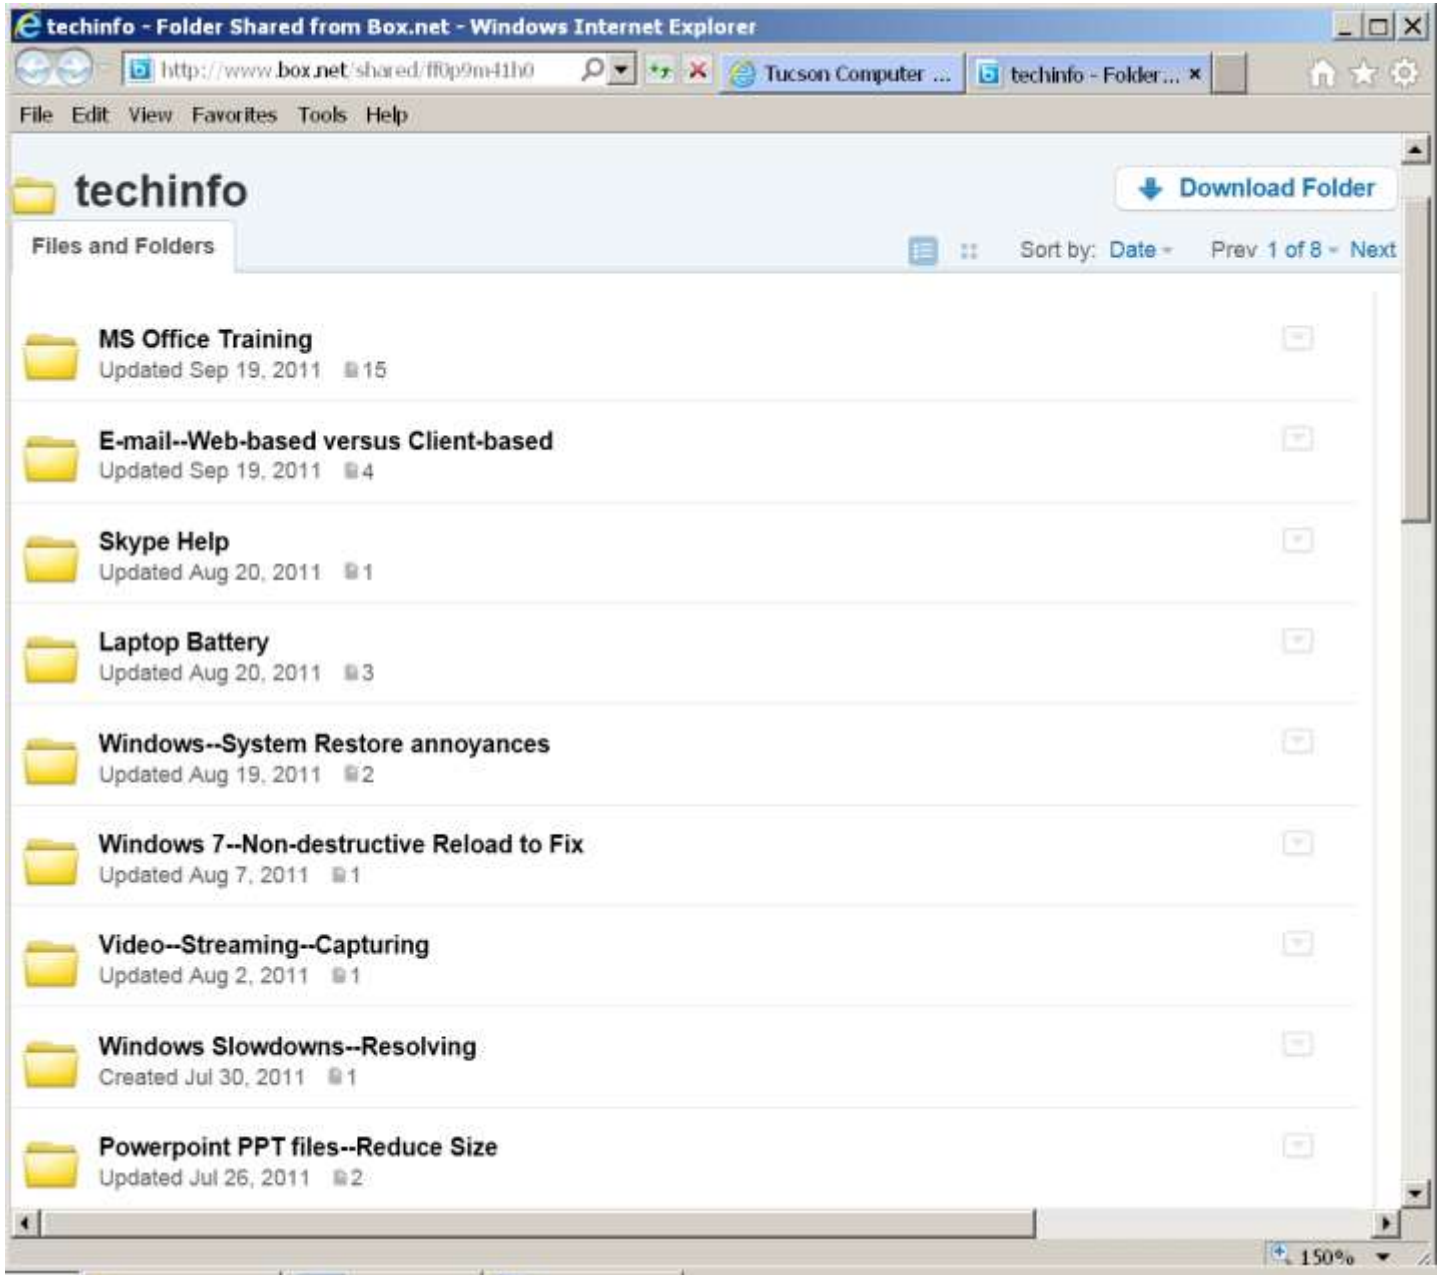 techinfo - Folder Shared from Box.net - Windows Internet Explorer
http://www.box.net/shared/ff0p9m41h0 Tucson Computer ... techinfo - Folder...
File Edit View Favorites Tools Help
techinfo
Download Folder
Files and Folders
Sort by: Date Prev 1 of 8 Next
MS Office Training
Updated Sep 19, 2011 15
E-mail--Web-based versus Client-based
Updated Sep 19, 2011 4
Skype Help
Updated Aug 20, 2011 1
Laptop Battery
Updated Aug 20, 2011 3
Windows--System Restore annoyances
Updated Aug 19, 2011 2
Windows 7--Non-destructive Reload to Fix
Updated Aug 7, 2011 1
Video--Streaming--Capturing
Updated Aug 2, 2011 1
Windows Slowdowns--Resolving
Created Jul 30, 2011 1
Powerpoint PPT files--Reduce Size
Updated Jul 26, 2011 2
150%